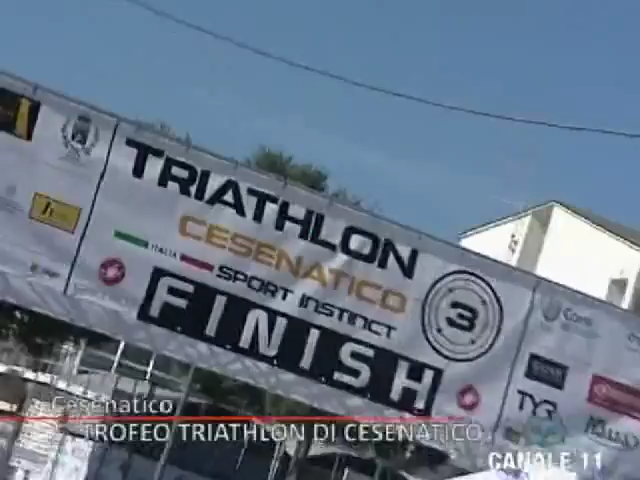 TRIATHLON
CESENATICO
ITALIA
SPORT INSTINCT
3
FINISH
TYR
Cesenatico
TROFEO TRIATHLON DI CESENATICO
CANALE 11